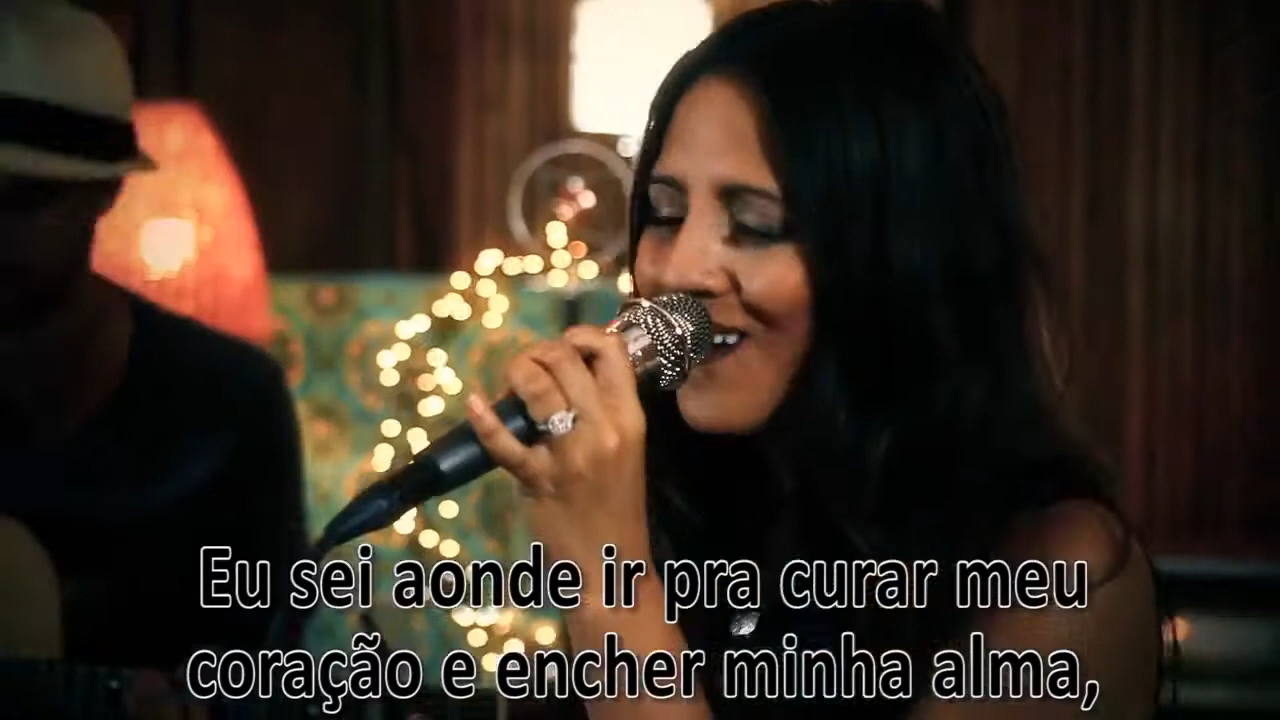 Eu sei aonde ir pra curar meu
coração e encher minha alma,